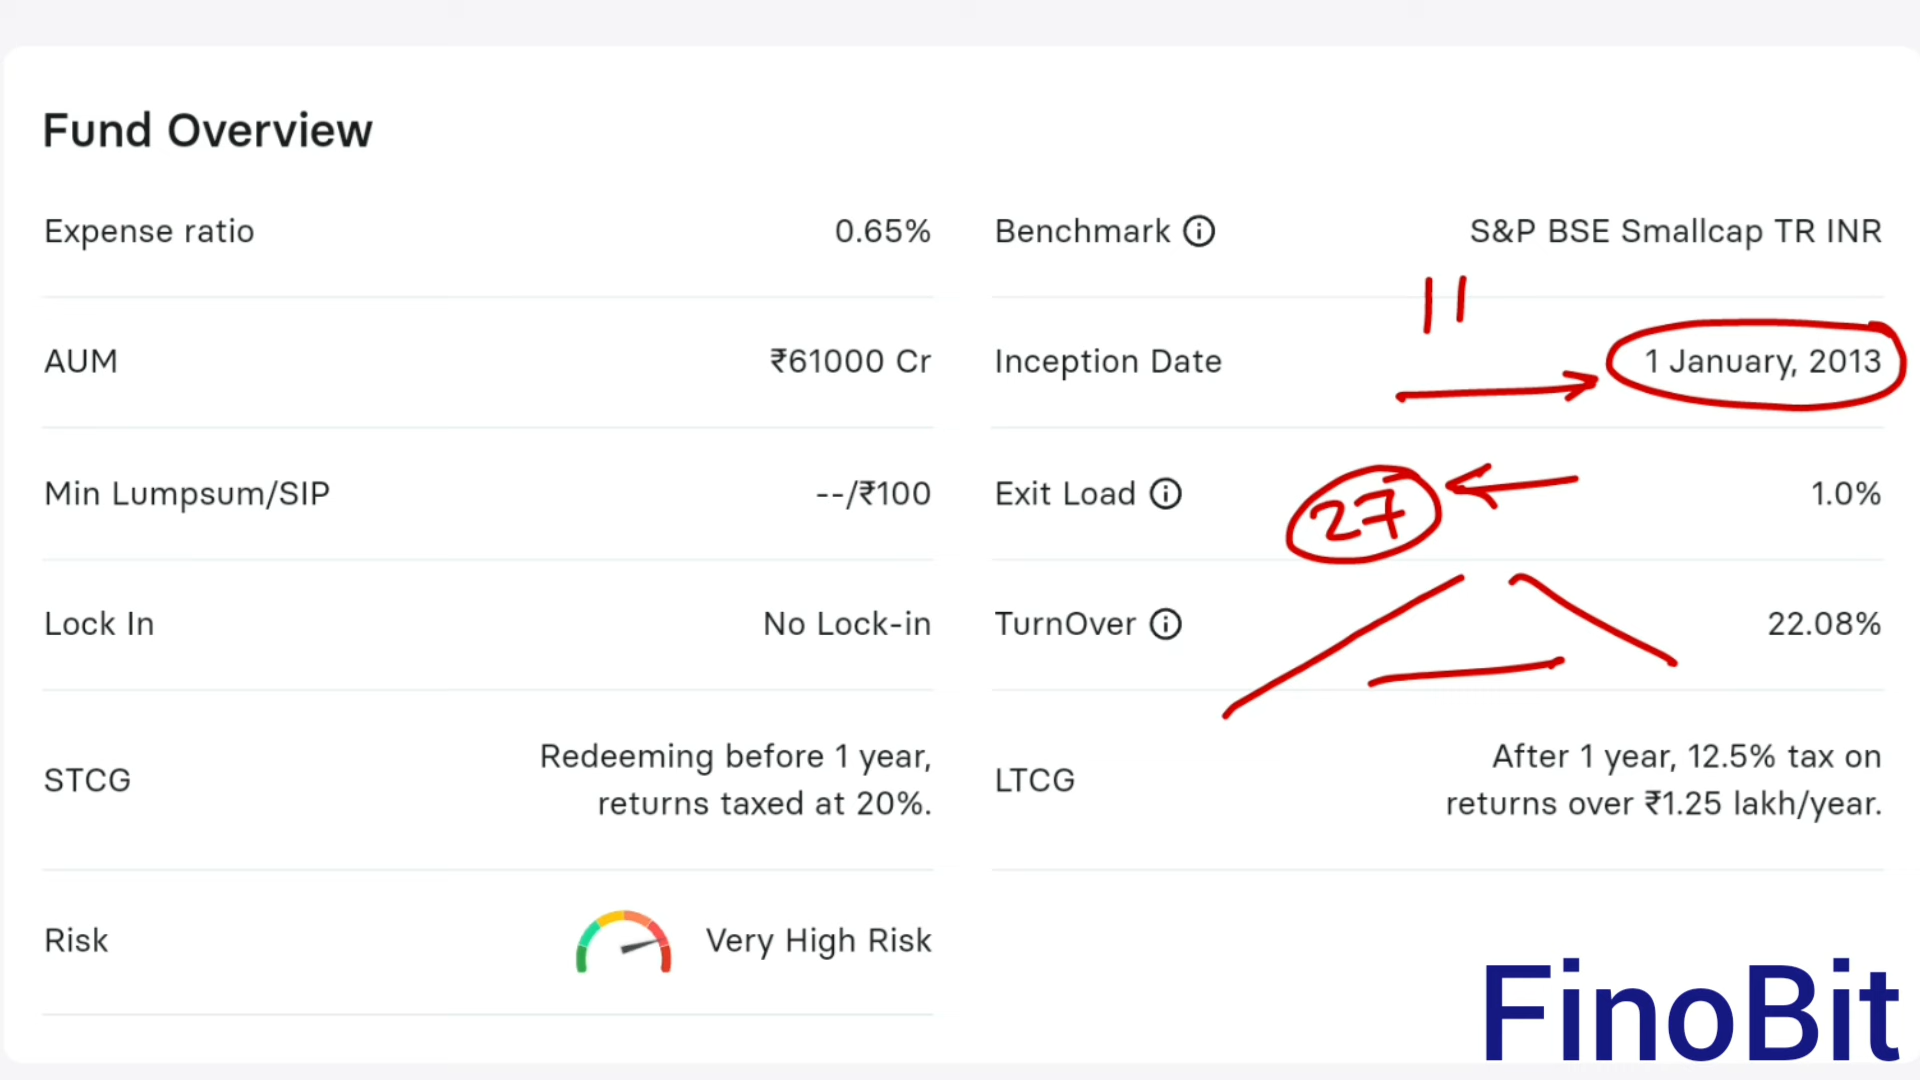 Fund Overview
Expense ratio 0.65%
Benchmark S&P BSE Smallcap TR INR
11
AUM ₹61000 Cr
Inception Date 1 January, 2013
Min Lumpsum/SIP --/₹100
Exit Load 27 1.0%
Lock In No Lock-in
TurnOver 22.08%
STCG Redeeming before 1 year,
returns taxed at 20%.
LTCG After 1 year, 12.5% tax on
returns over ₹1.25 lakh/year.
Risk Very High Risk
FinoBit